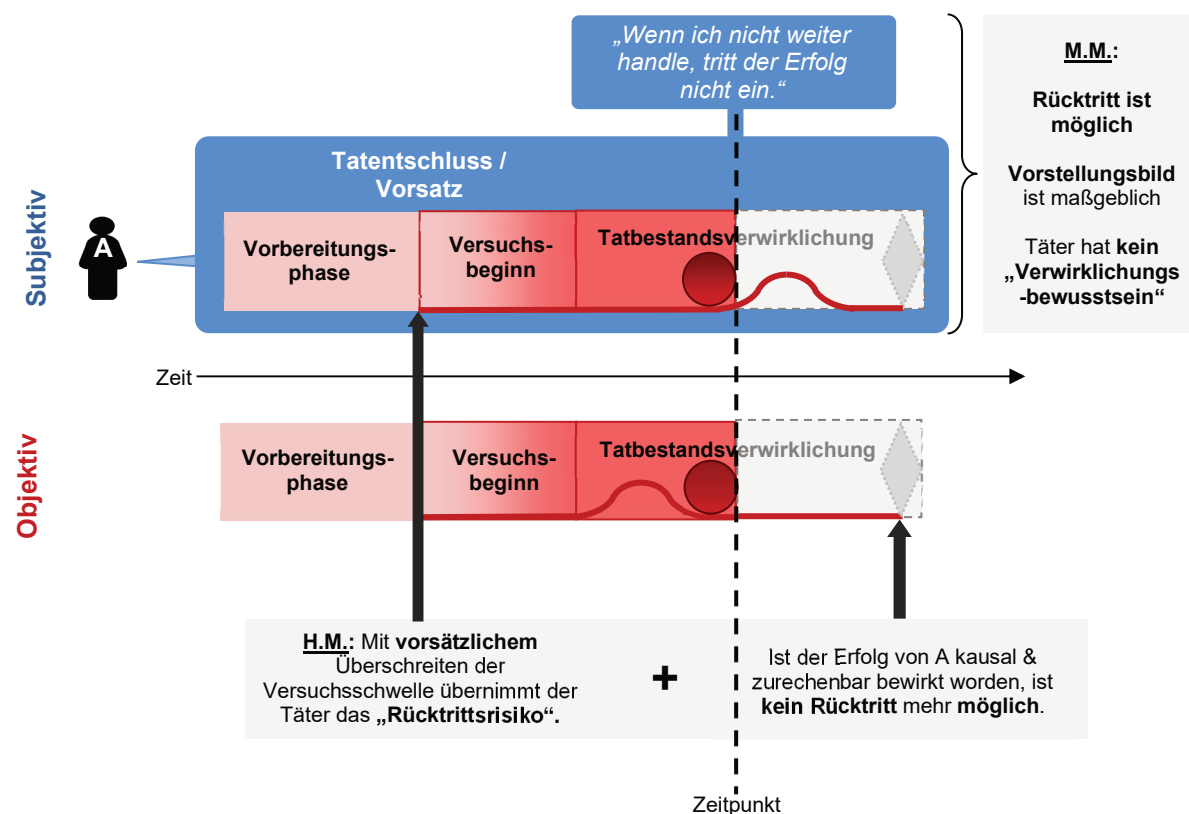 „Wenn ich nicht weiter
handle, tritt der Erfolg
nicht ein.“
M.M.:
Rücktritt ist
möglich
Vorstellungsbild
ist maßgeblich
Täter hat kein
„Verwirklichungs
-bewusstsein“
Subjektiv
A
Tatentschluss /
Vorsatz
Vorbereitungs-
phase
Versuchs-
beginn
Tatbestandsverwirklichung
Zeit
Objektiv
Vorbereitungs-
phase
Versuchs-
beginn
Tatbestandsverwirklichung
H.M.: Mit vorsätzlichem
Überschreiten der
Versuchsschwelle übernimmt der
Täter das „Rücktrittsrisiko“.
+
Ist der Erfolg von A kausal &
zurechenbar bewirkt worden, ist
kein Rücktritt mehr möglich.
Zeitpunkt